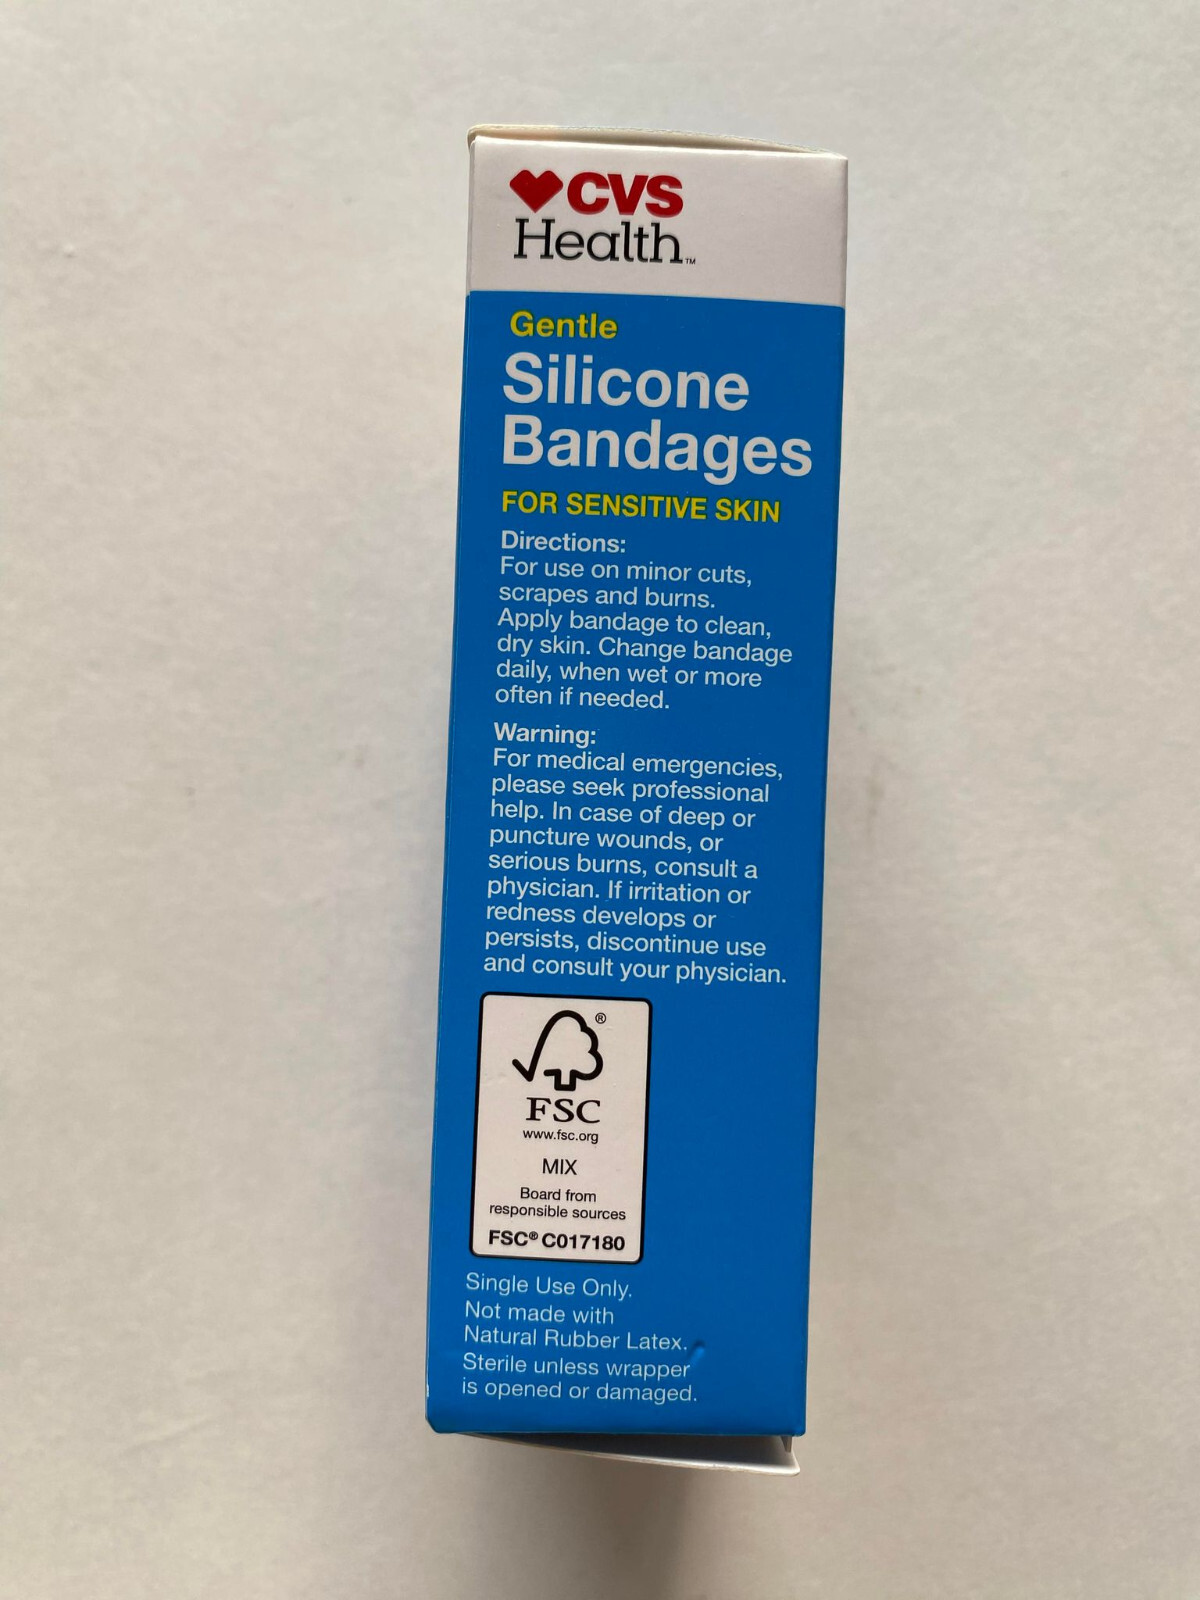 CVS
Health™
Gentle
Silicone
Bandages
FOR SENSITIVE SKIN
Directions:
For use on minor cuts,
scrapes and burns.
Apply bandage to clean,
dry skin. Change bandage
daily, when wet or more
often if needed.
Warning:
For medical emergencies,
please seek professional
help. In case of deep or
puncture wounds, or
serious burns, consult a
physician. If irritation or
redness develops or
persists, discontinue use
and consult your physician.
®
FSC
www.fsc.org
MIX
Board from
responsible sources
FSC® C017180
Single Use Only.
Not made with
Natural Rubber Latex.
Sterile unless wrapper
is opened or damaged.